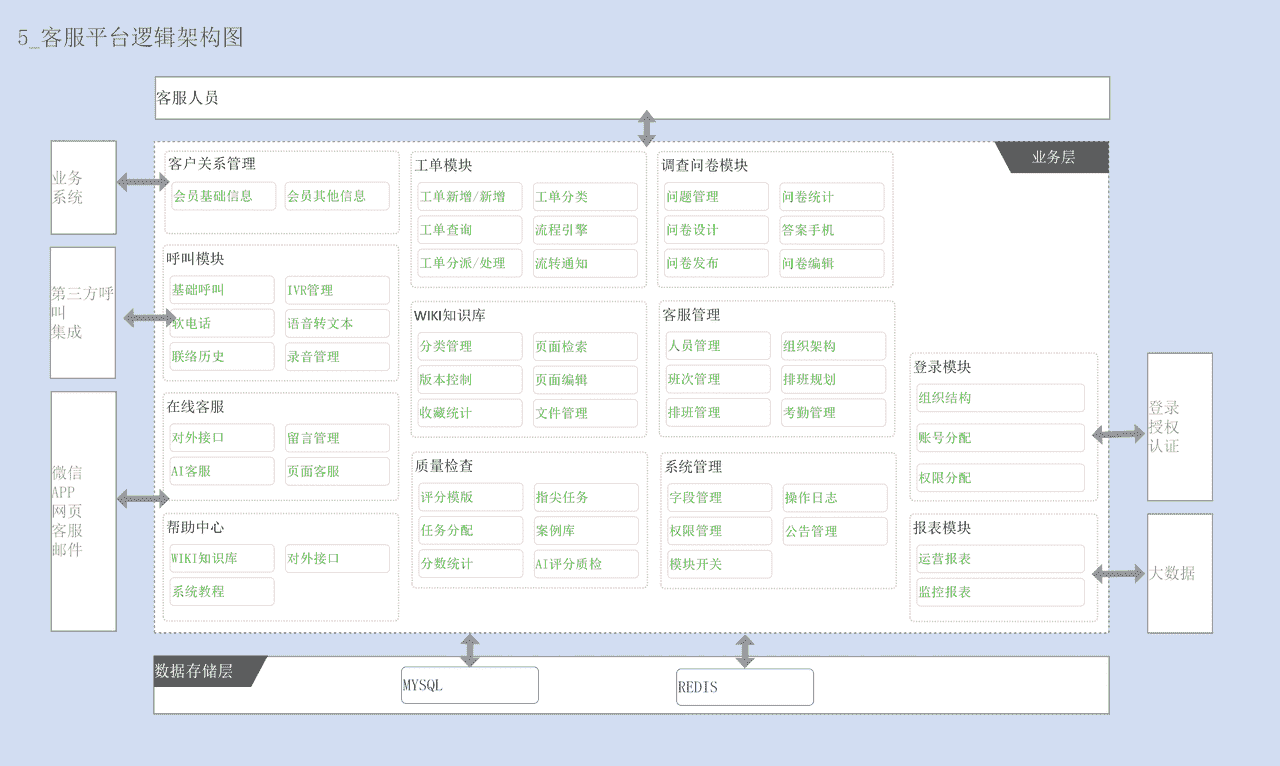 5_客服平台逻辑架构图
客服人员
业务层
业务
系统
第三方呼
叫
集成
微信
APP
网页
客服
邮件
客户关系管理
会员基础信息
会员其他信息
呼叫模块
基础呼叫
IVR管理
软电话
语音转文本
联络历史
录音管理
在线客服
对外接口
留言管理
AI客服
页面客服
帮助中心
WIKI知识库
对外接口
系统教程
工单模块
工单新增/新增
工单分类
工单查询
流程引擎
工单分派/处理
流转通知
WIKI知识库
分类管理
页面检索
版本控制
页面编辑
收藏统计
文件管理
质量检查
评分模版
指尖任务
任务分配
案例库
分数统计
AI评分质检
调查问卷模块
问题管理
问卷统计
问卷设计
答案手机
问卷发布
问卷编辑
客服管理
人员管理
组织架构
班次管理
排班规划
排班管理
考勤管理
系统管理
字段管理
操作日志
权限管理
公告管理
模块开关
登录模块
组织结构
账号分配
权限分配
报表模块
运营报表
监控报表
登录
授权
认证
大数据
数据存储层
MYSQL
REDIS